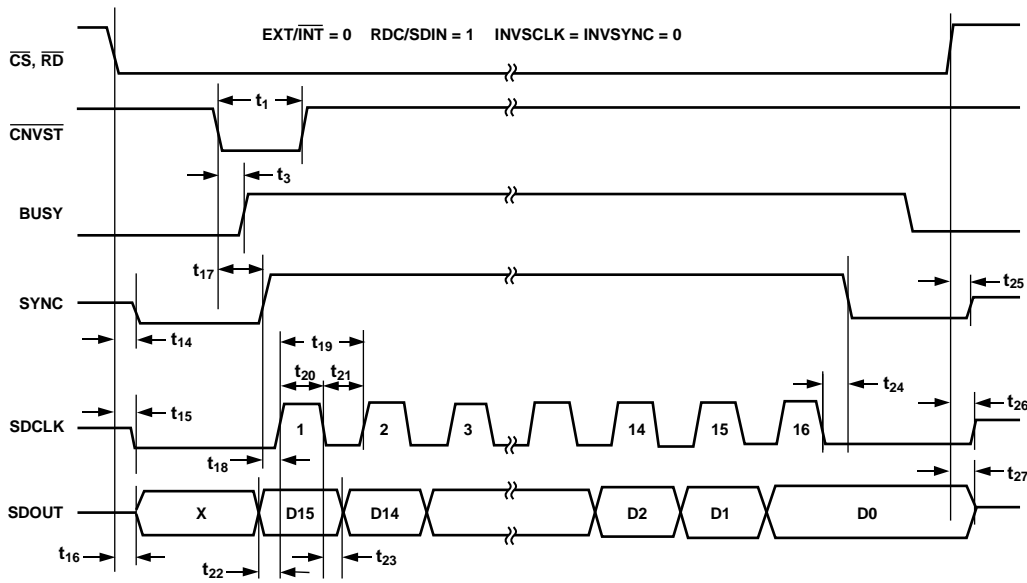 EXT/INT = 0 RDC/SDIN = 1 INVSCLK = INVSYNC = 0
CS, RD
t1
CNVST
t3
BUSY
t17
SYNC
t25
t14
t19
t20 t21
t24
t15
t26
SDCLK
1 2 3 14 15 16
t18
t27
SDOUT
X D15 D14 D2 D1 D0
t16
t22
t23